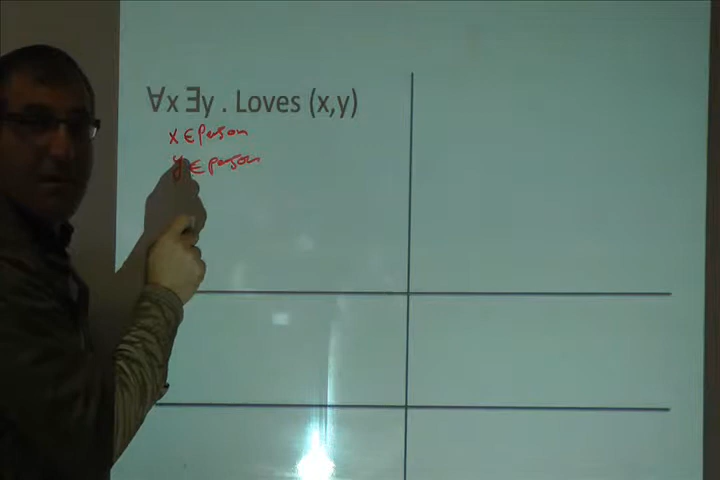 ∀x ∃y . Loves (x,y)
x ∈ Person
y ∈ person